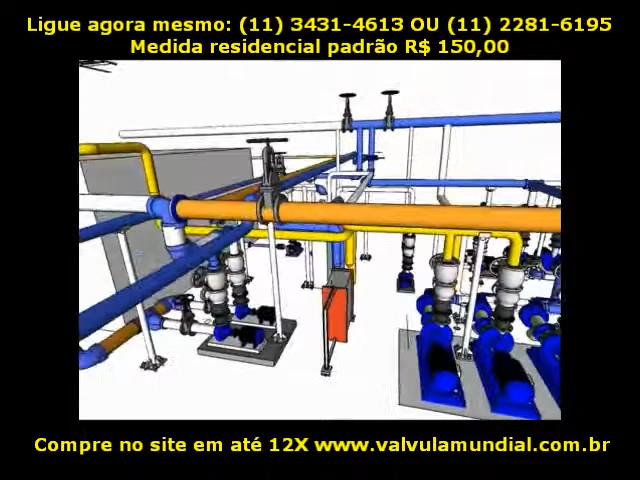 Ligue agora mesmo: (11) 3431-4613 OU (11) 2281-6195
Medida residencial padrão R$ 150,00
Compre no site em até 12X www.valvulamundial.com.br